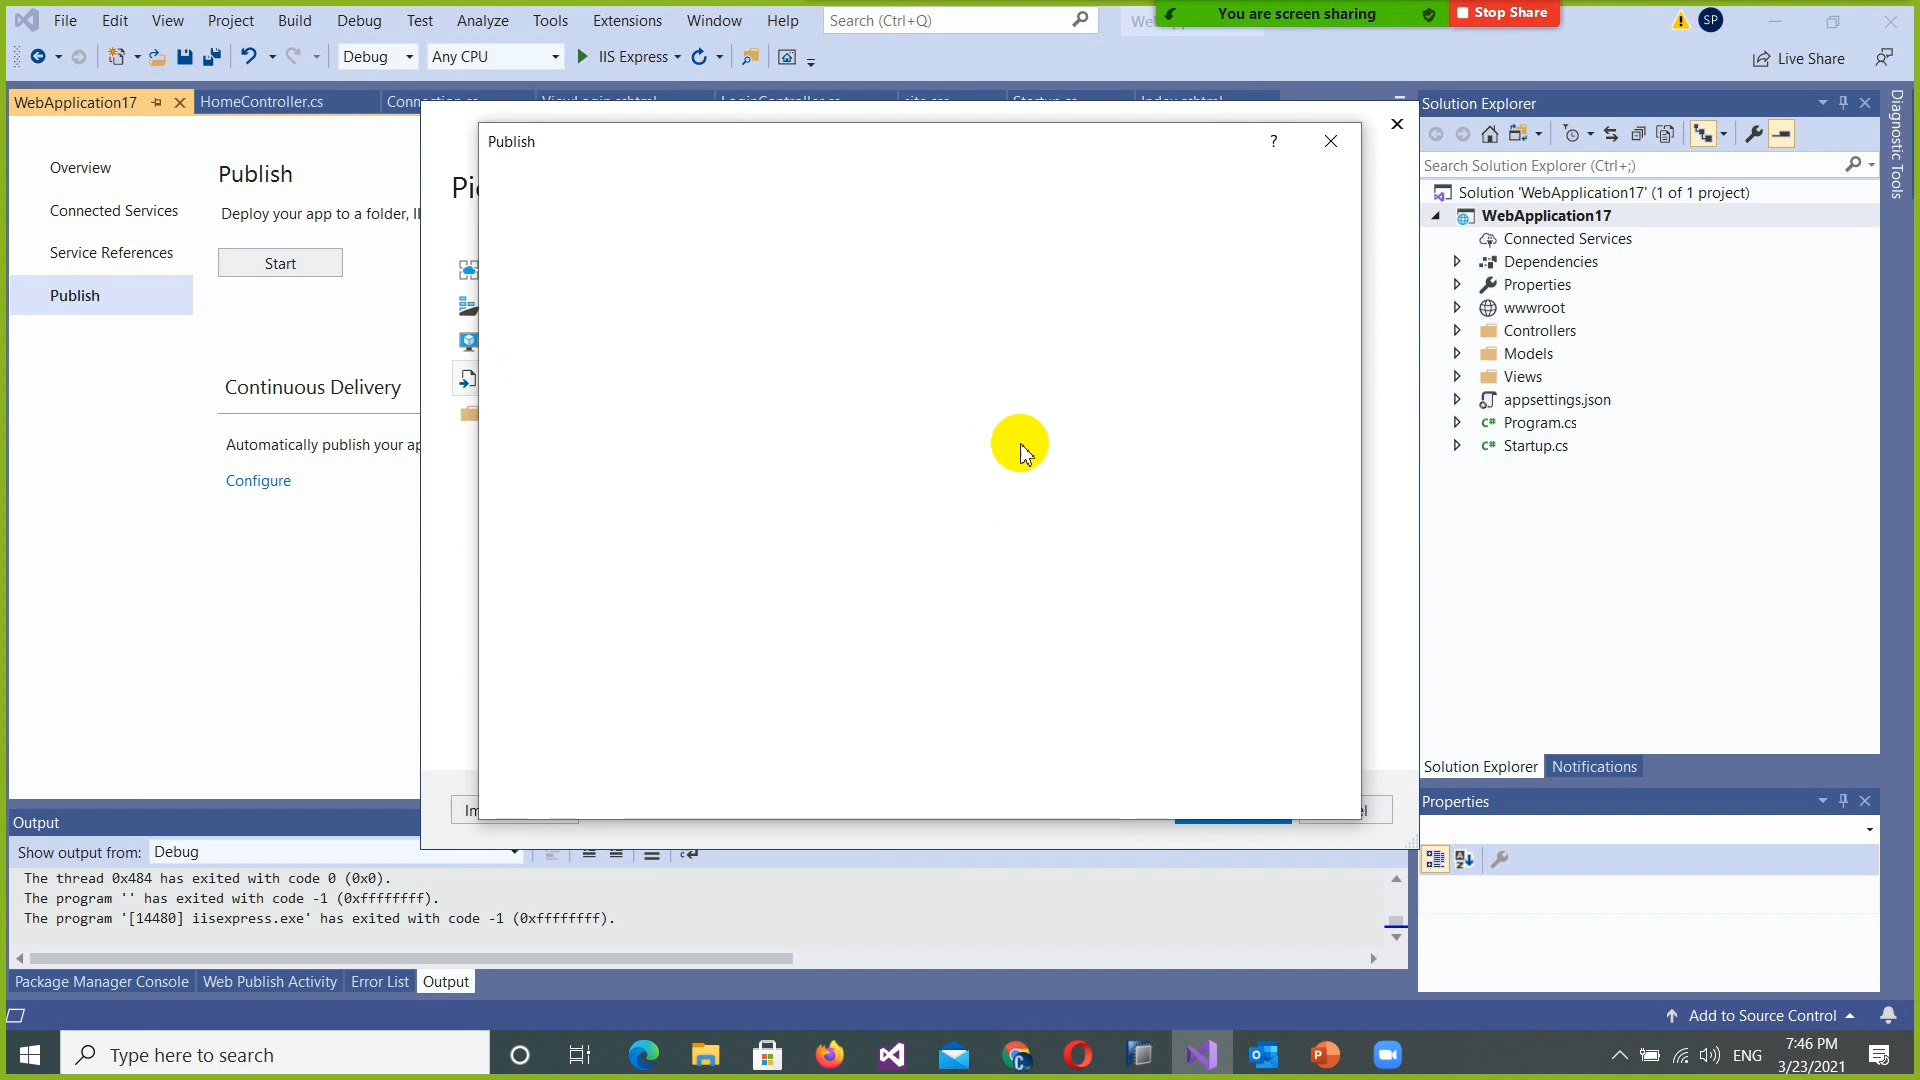 File Edit View Project Build Debug Test Analyze Tools Extensions Window Help Search (Ctrl+Q)
You are screen sharing Stop Share SP
Debug Any CPU IIS Express Live Share
WebApplication17 HomeController.cs
Solution Explorer
Diagnostic Tools
Publish ?
Overview
Connected Services
Service References
Publish
Publish
Deploy your app to a folder, II
Start
Continuous Delivery
Automatically publish your ap
Configure
Search Solution Explorer (Ctrl+;)
Solution 'WebApplication17' (1 of 1 project)
WebApplication17
Connected Services
Dependencies
Properties
wwwroot
Controllers
Models
Views
appsettings.json
C# Program.cs
C# Startup.cs
Solution Explorer Notifications
Properties
Output
Show output from: Debug
The thread 0x484 has exited with code 0 (0x0).
The program '' has exited with code -1 (0xffffffff).
The program '[14480] iisexpress.exe' has exited with code -1 (0xffffffff).
Package Manager Console Web Publish Activity Error List Output
Add to Source Control
Type here to search
ENG
7:46 PM
3/23/2021